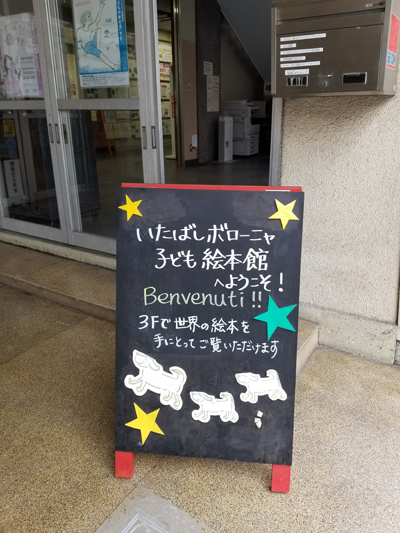 いたばしボローニャ
子ども絵本館
へようこそ!
Benvenuti!!
3Fで世界の絵本を
手にとってご覧いただけます